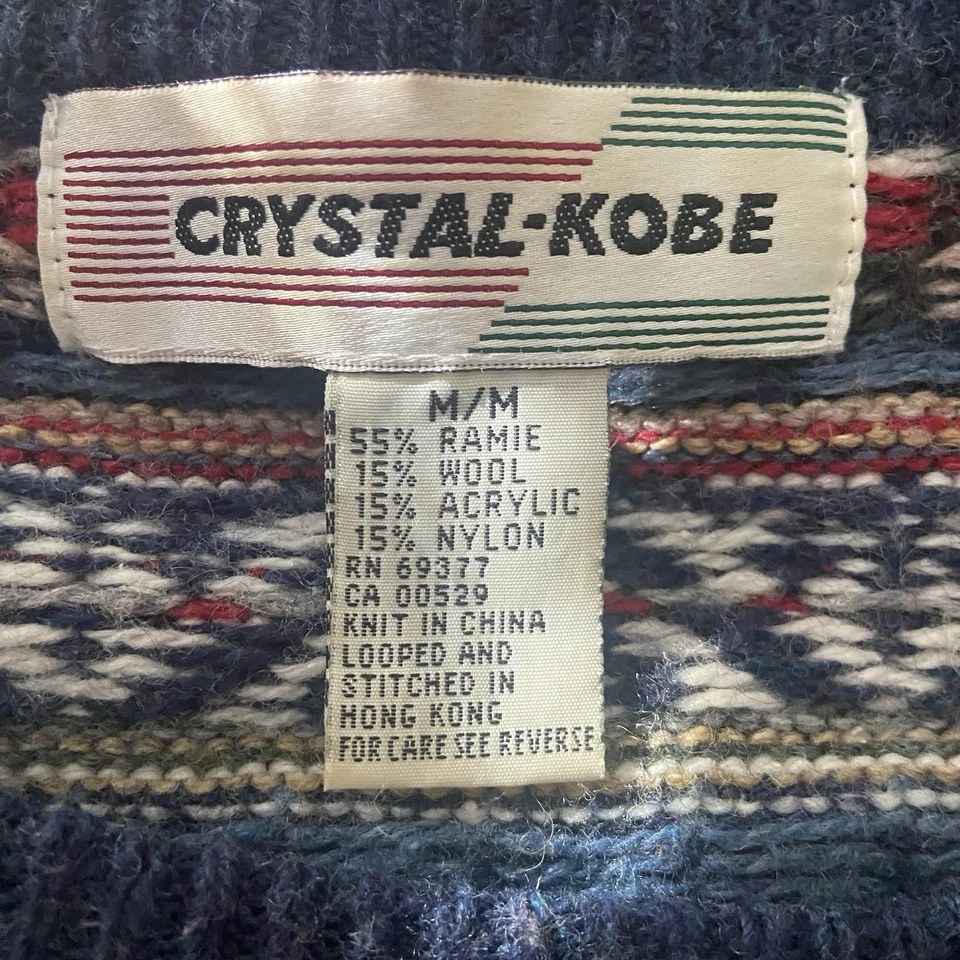 CRYSTAL-KOBE
M/M
55% RAMIE
15% WOOL
15% ACRYLIC
15% NYLON
RN 69377
CA 00529
KNIT IN CHINA
LOOPED AND
STITCHED IN
HONG KONG
FOR CARE SEE REVERSE